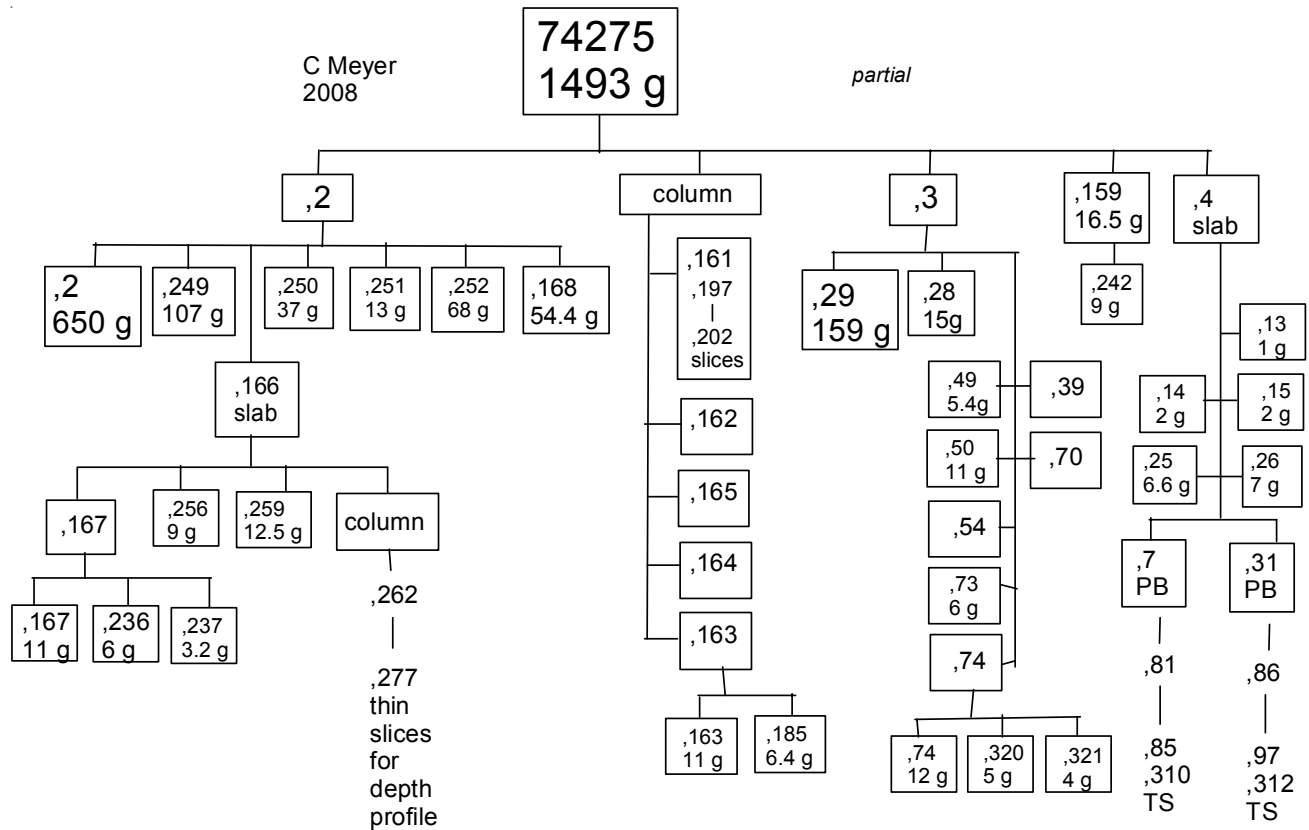 74275
1493 g
C Meyer
2008
partial
,2
column
,3
,159
16.5 g
,4
slab
,2
650 g
,249
107 g
,250
37 g
,251
13 g
,252
68 g
,168
54.4 g
,166
slab
,167
,256
9 g
,259
12.5 g
column
,167
11 g
,236
6 g
,237
3.2 g
,262
,277
thin
slices
for
depth
profile
,161
,197
,202
slices
,162
,165
,164
,163
,163
11 g
,185
6.4 g
,29
159 g
,28
15g
,49
5.4g
,39
,50
11 g
,70
,54
,73
6 g
,74
,74
12 g
,320
5 g
,321
4 g
,242
9 g
,13
1 g
,14
2 g
,15
2 g
,25
6.6 g
,26
7 g
,7
PB
,31
PB
,81
,86
,85
,310
TS
,97
,312
TS